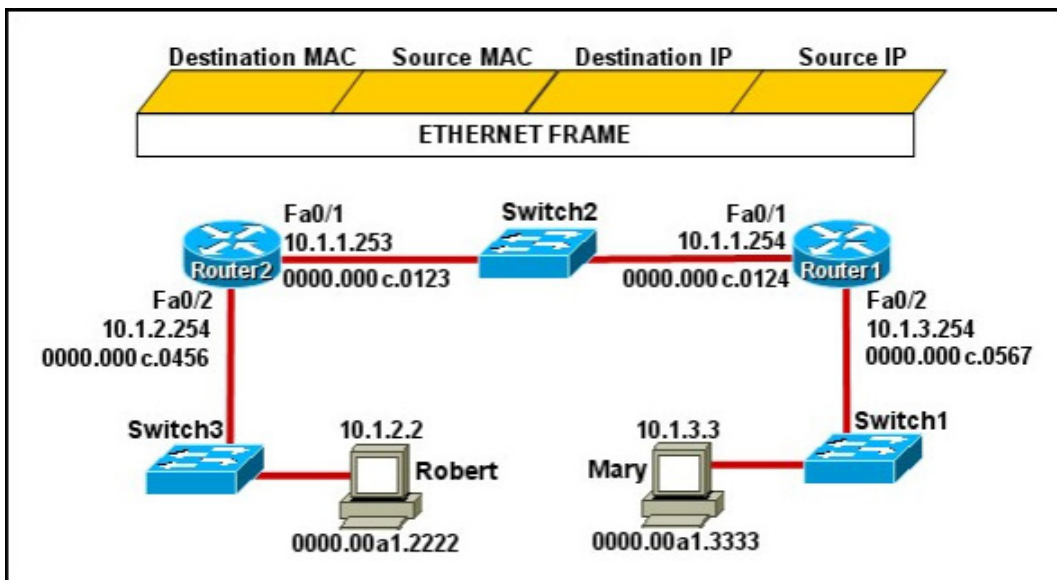 Destination MAC Source MAC Destination IP Source IP
ETHERNET FRAME
Switch2
Fa0/1
10.1.1.253
0000.000c.0123
Fa0/1
10.1.1.254
0000.000c.0124
Router2
Router1
Fa0/2
10.1.2.254
0000.000c.0456
Fa0/2
10.1.3.254
0000.000c.0567
Switch3
10.1.2.2
Robert
0000.00a1.2222
10.1.3.3
Mary
0000.00a1.3333
Switch1